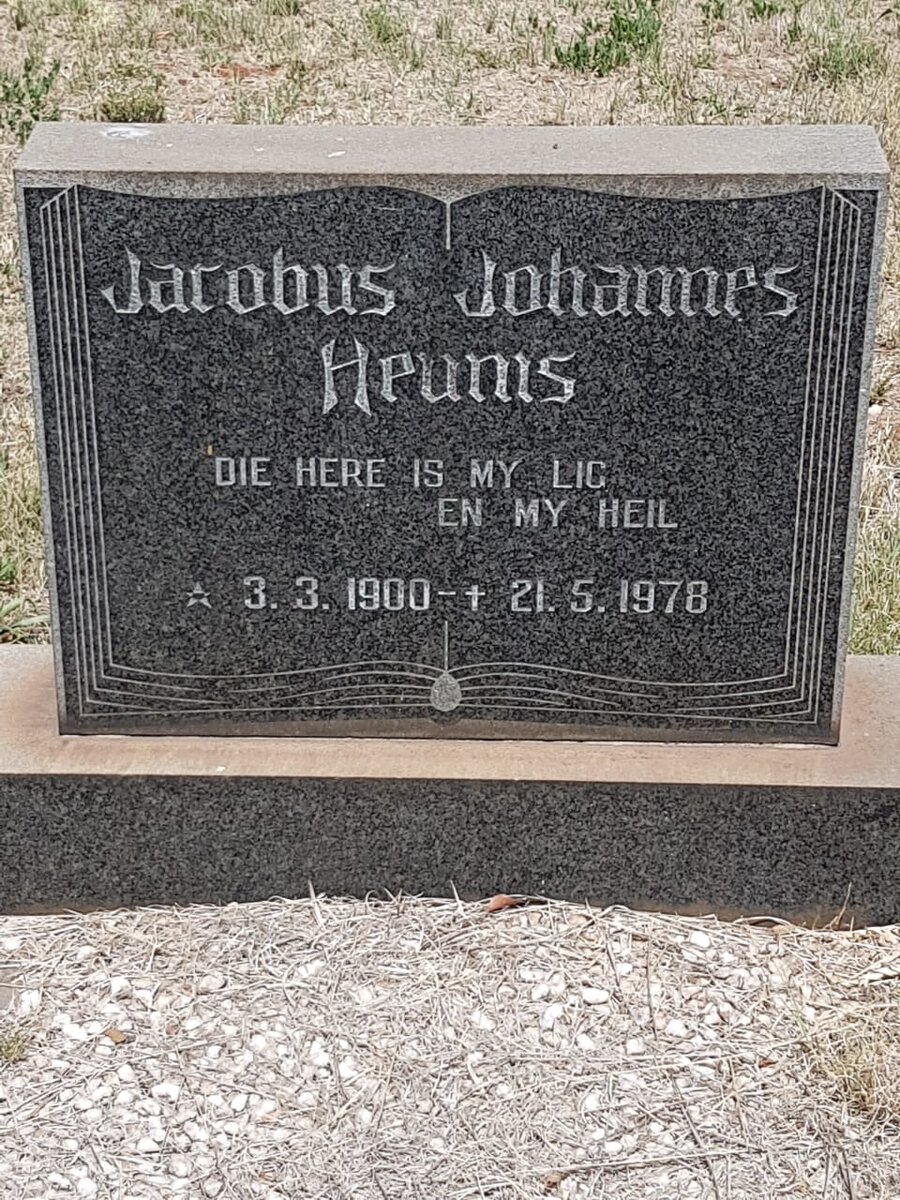 Jacobus Johannes
Heunis
DIE HERE IS MY LIG
EN MY HEIL
☆ 3.3.1900 - † 21.5.1978